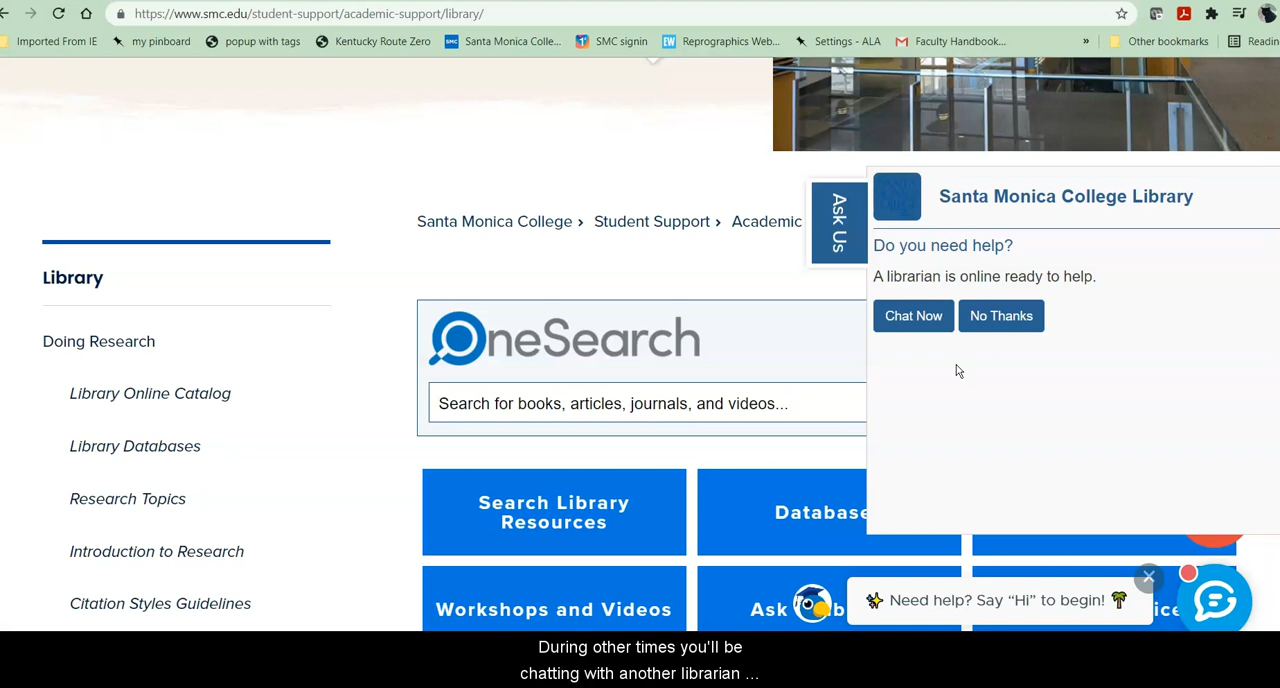 https://www.smc.edu/student-support/academic-support/library/
Imported From IE my pinboard popup with tags Kentucky Route Zero SMC Santa Monica Colle... SMC signin EW Reprographics Web... Settings - ALA Faculty Handbook... » Other bookmarks Readin
Ask Us
Santa Monica College Library
Do you need help?
A librarian is online ready to help.
Chat Now No Thanks
Santa Monica College › Student Support › Academic
Library
Doing Research
Library Online Catalog
Library Databases
Research Topics
Introduction to Research
Citation Styles Guidelines
OneSearch
Search for books, articles, journals, and videos...
Search Library
Resources
Database
Workshops and Videos
Ask
✨ Need help? Say “Hi” to begin! 🌴
During other times you'll be
chatting with another librarian ...